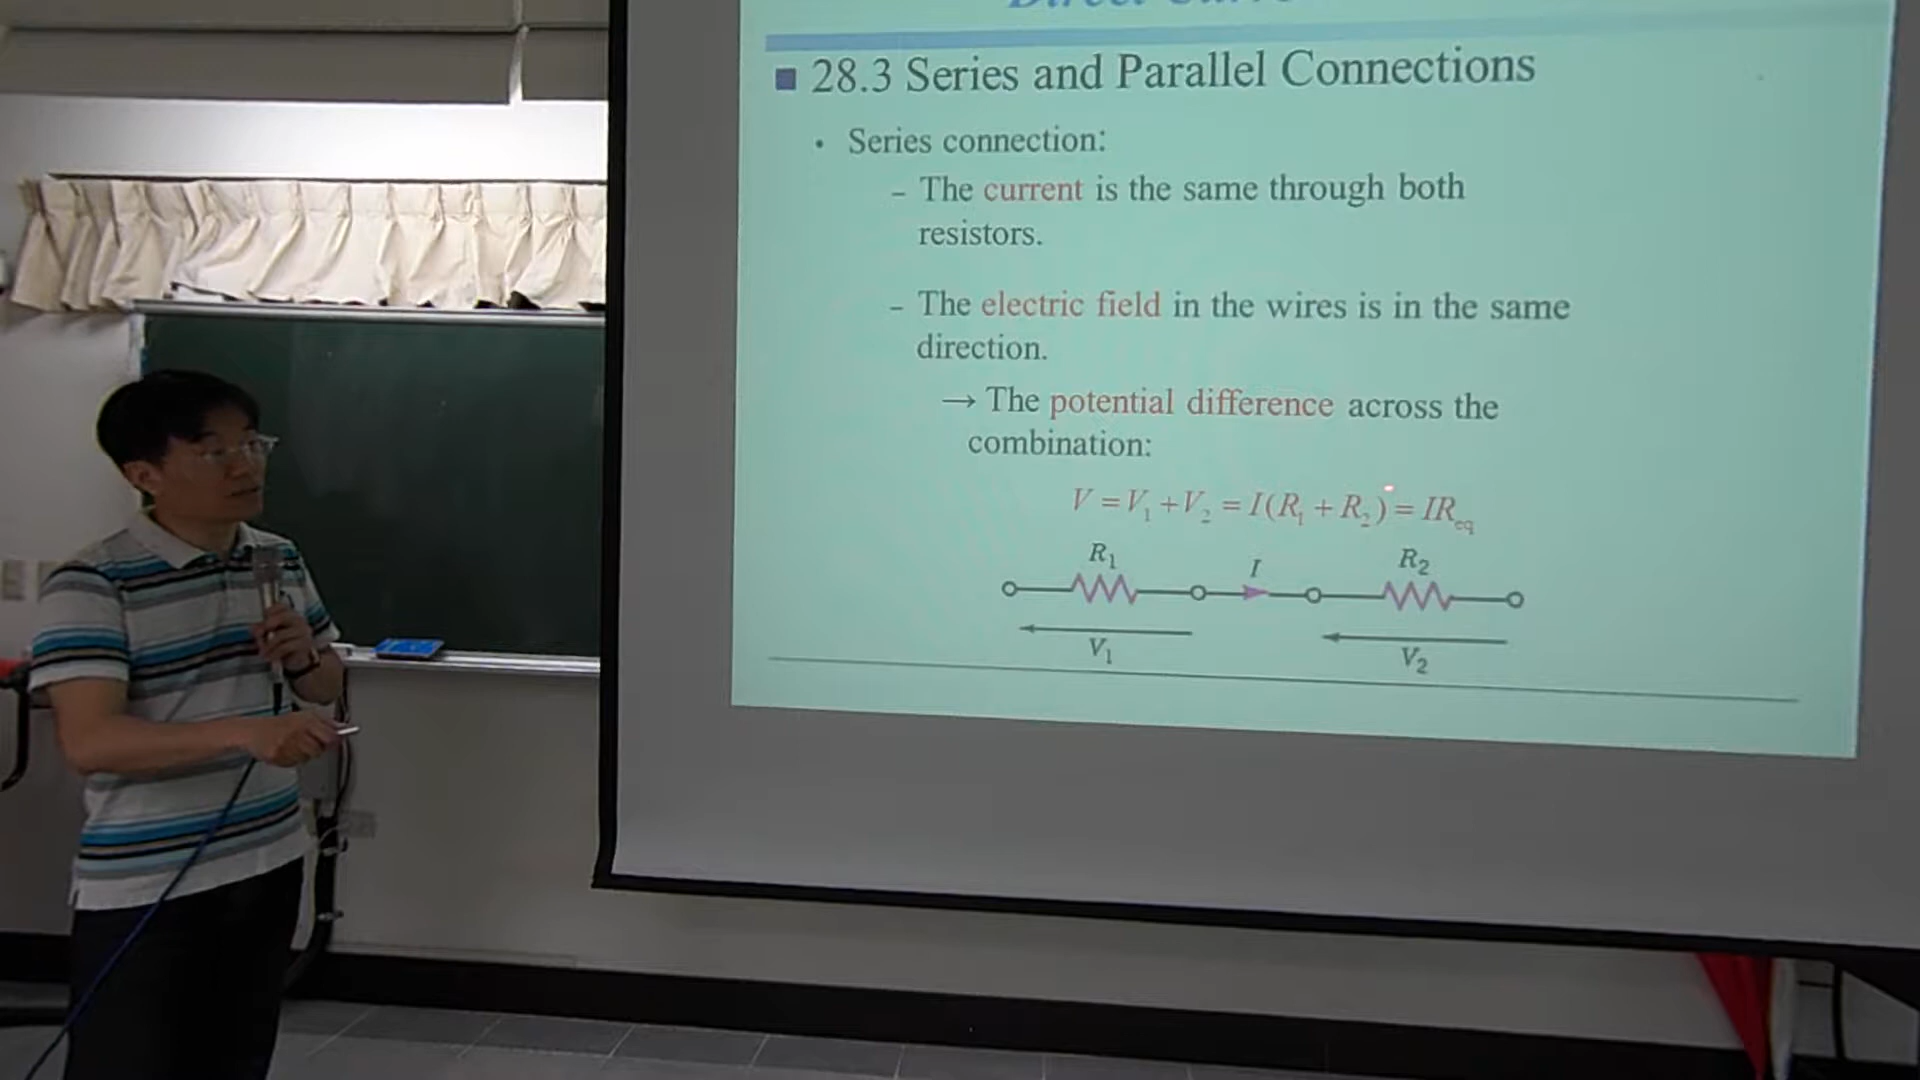 28.3 Series and Parallel Connections
• Series connection:
– The current is the same through both
resistors.
– The electric field in the wires is in the same
direction.
→ The potential difference across the
combination:
V = V₁ + V₂ = I(R₁ + R₂) = IR_eq
R₁ I R₂
V₁ V₂